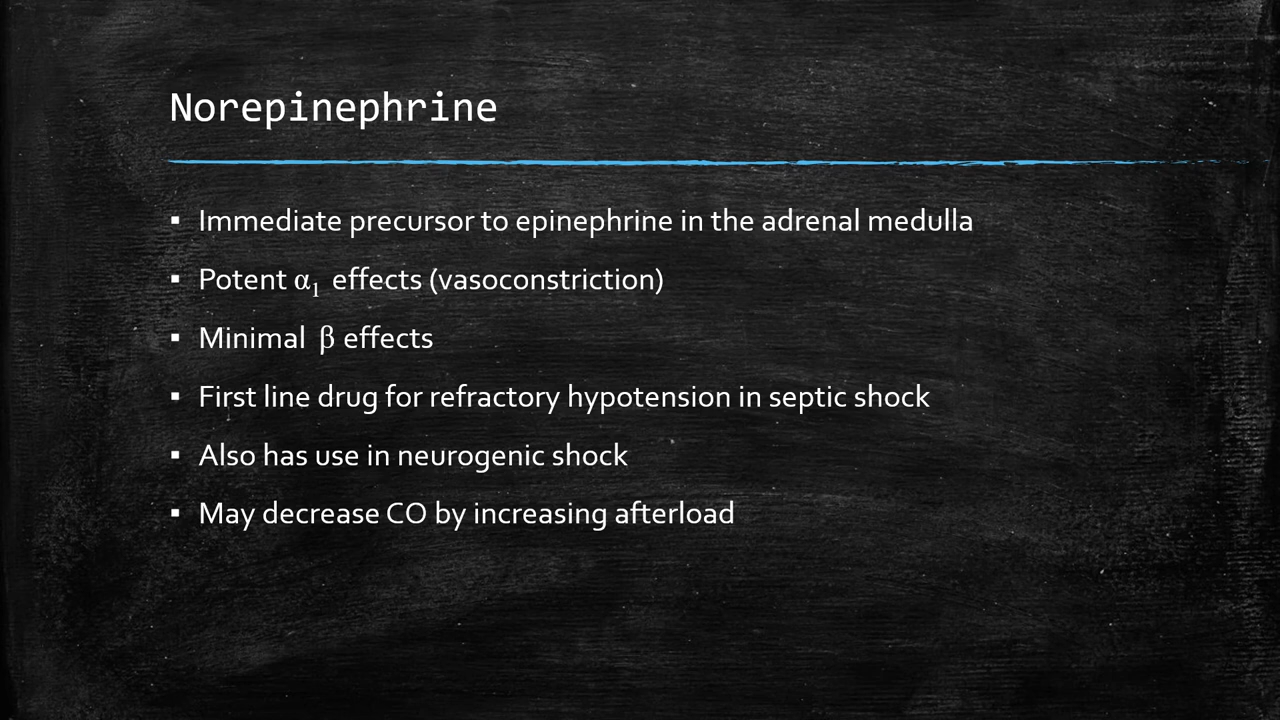 Norepinephrine
▪ Immediate precursor to epinephrine in the adrenal medulla
▪ Potent α₁ effects (vasoconstriction)
▪ Minimal β effects
▪ First line drug for refractory hypotension in septic shock
▪ Also has use in neurogenic shock
▪ May decrease CO by increasing afterload